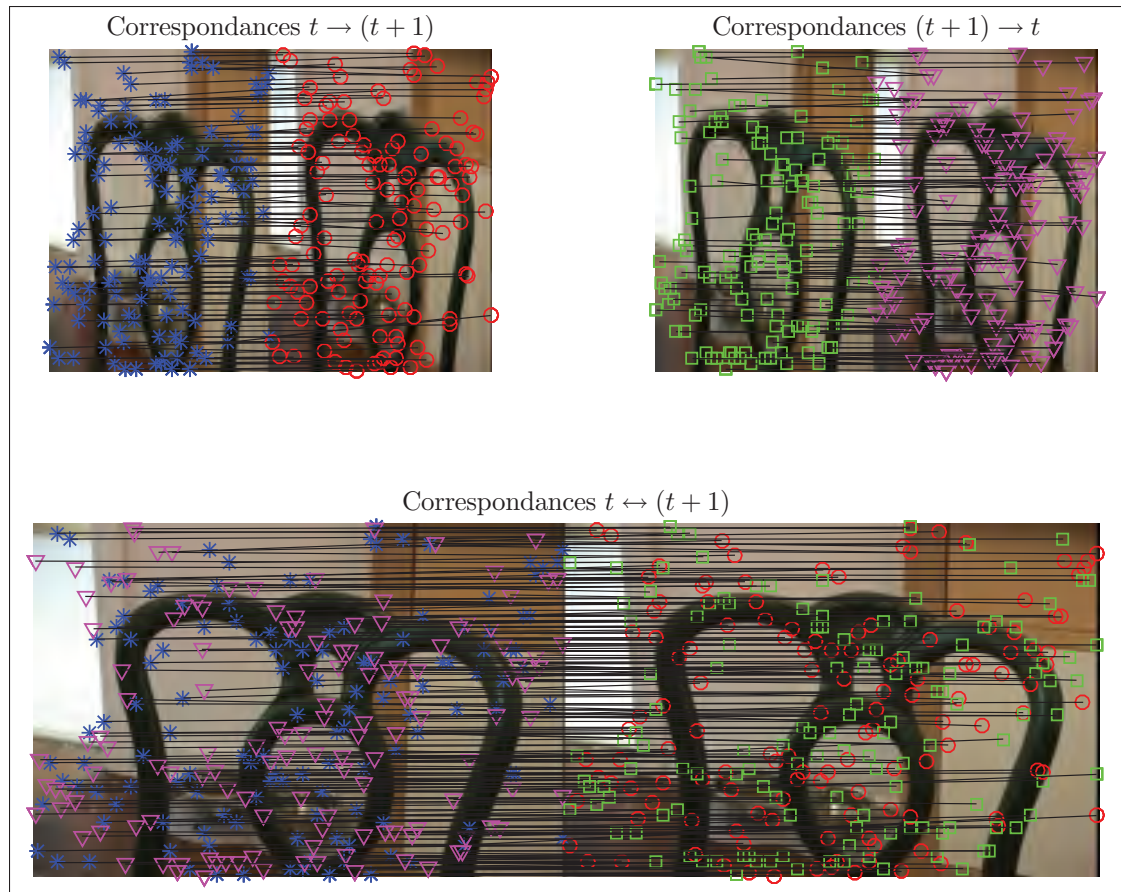 Correspondances t → (t + 1)
Correspondances (t + 1) → t
Correspondances t ↔ (t + 1)